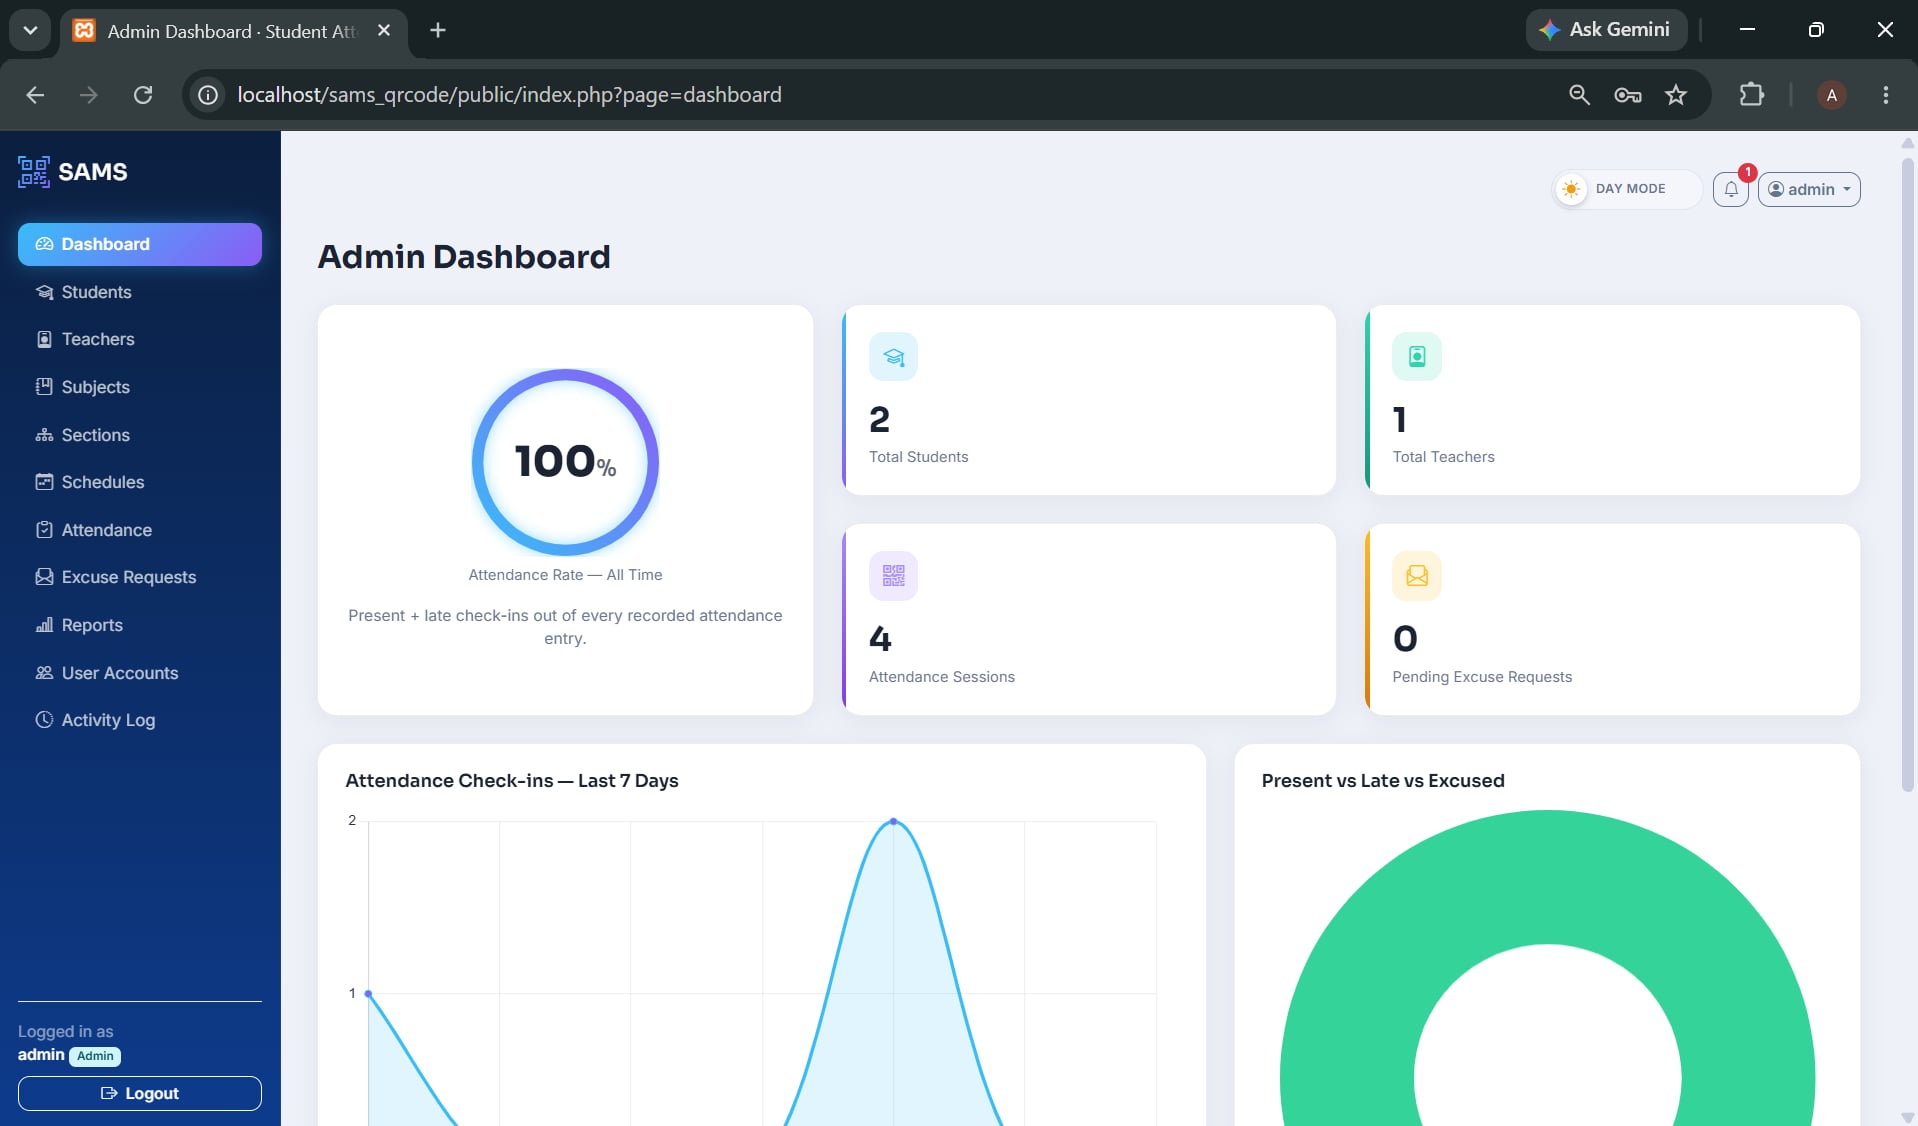 Admin Dashboard · Student Att
Ask Gemini
localhost/sams_qrcode/public/index.php?page=dashboard
A
SAMS
Dashboard
Students
Teachers
Subjects
Sections
Schedules
Attendance
Excuse Requests
Reports
User Accounts
Activity Log
Logged in as
admin Admin
Logout
DAY MODE
1
admin
Admin Dashboard
100%
Attendance Rate — All Time
Present + late check-ins out of every recorded attendance
entry.
2
Total Students
1
Total Teachers
4
Attendance Sessions
0
Pending Excuse Requests
Attendance Check-ins — Last 7 Days
2
1
Present vs Late vs Excused